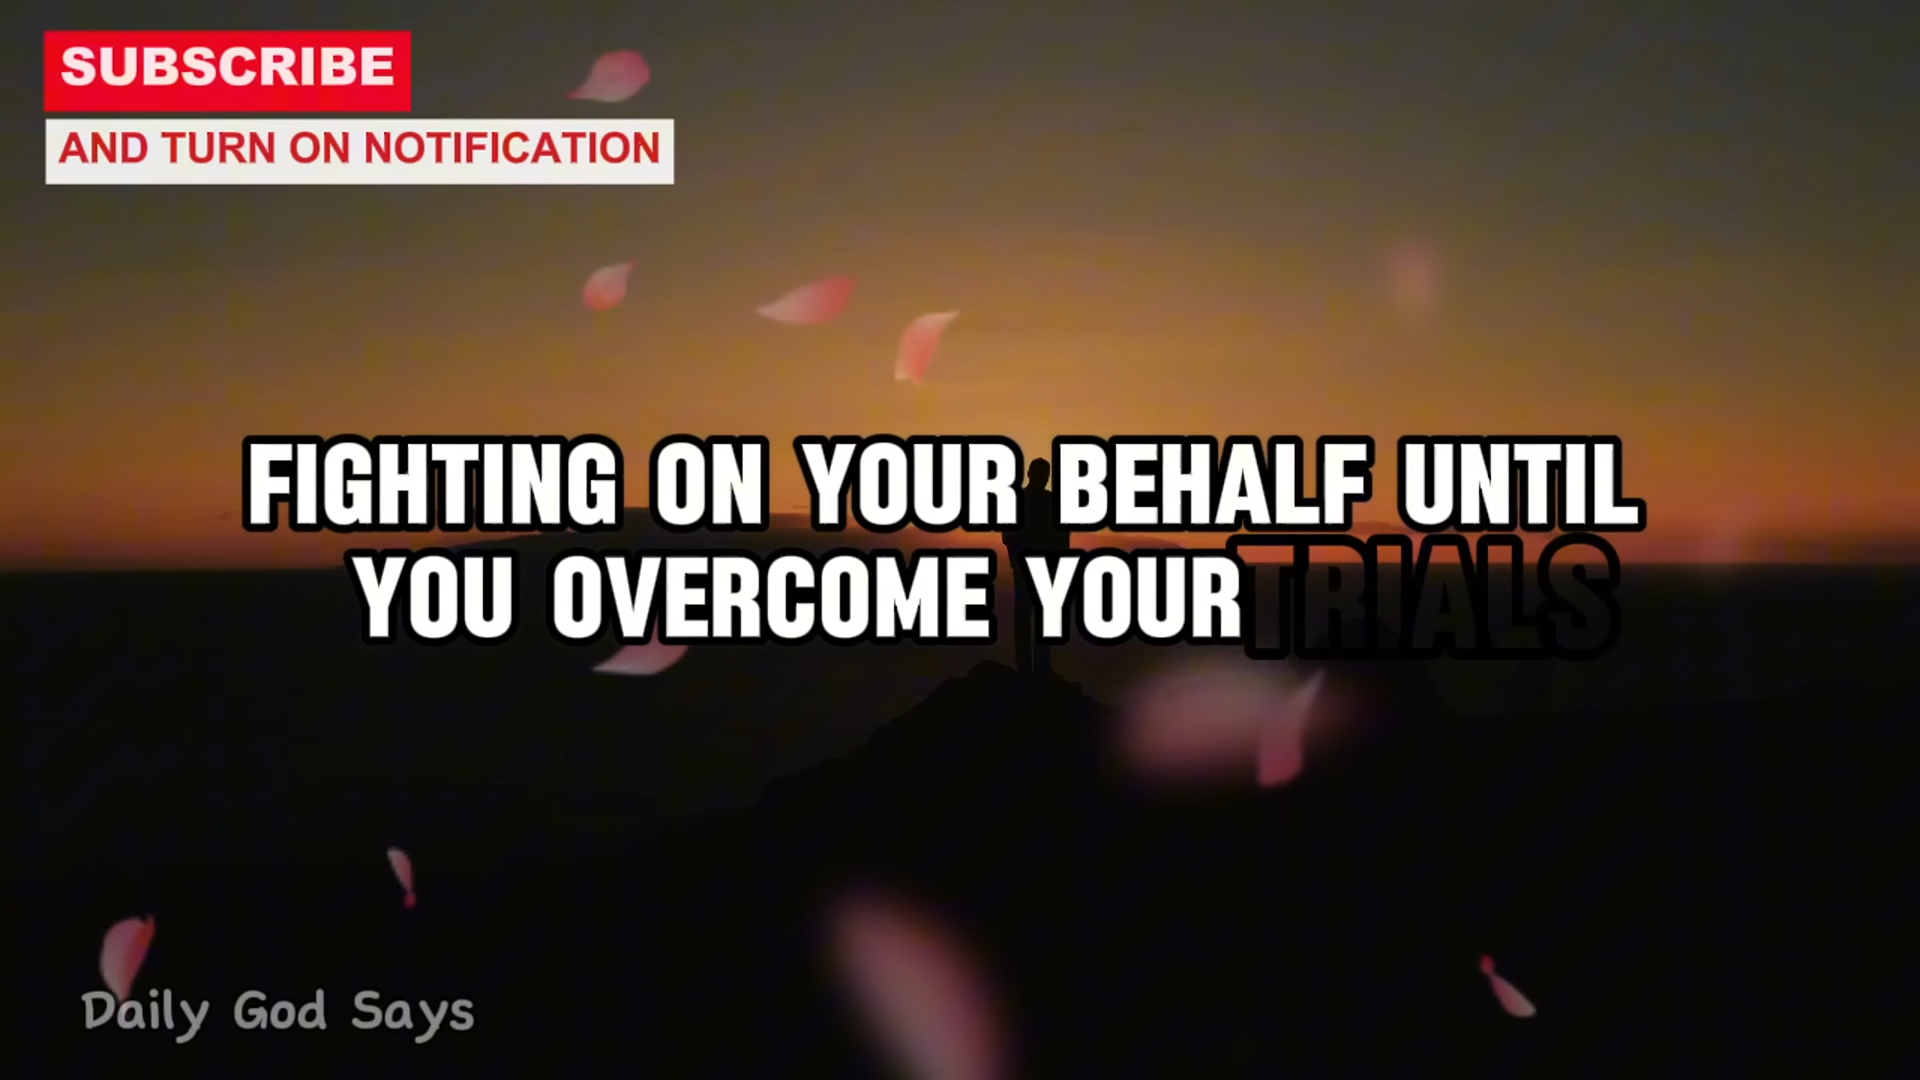 SUBSCRIBE
AND TURN ON NOTIFICATION
FIGHTING ON YOUR BEHALF UNTIL
YOU OVERCOME YOUR TRIALS
Daily God Says